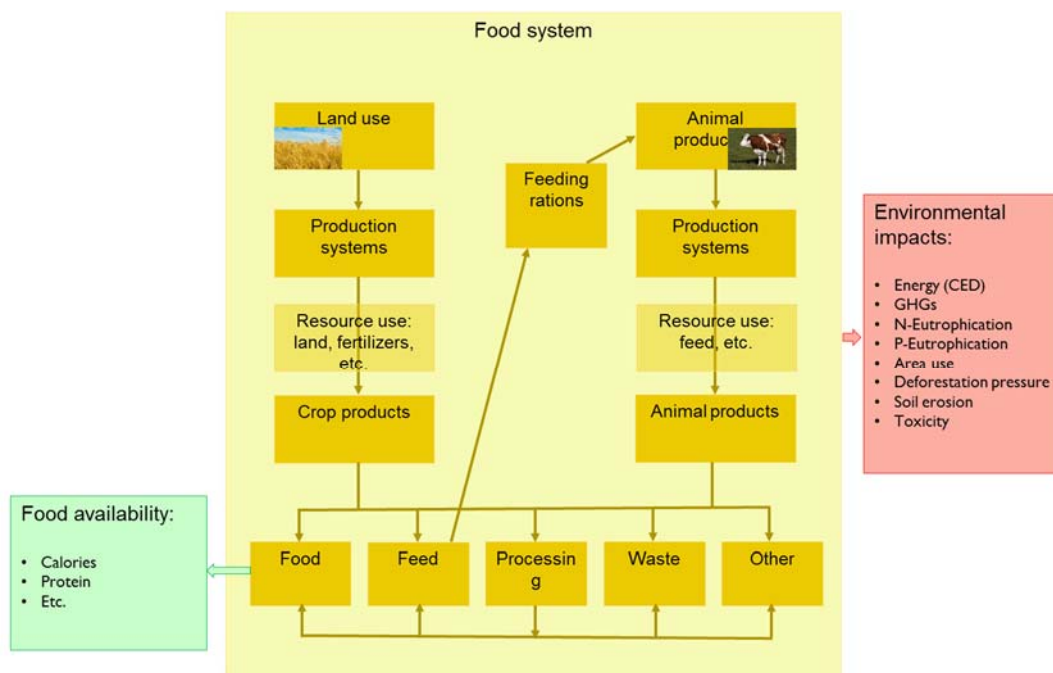 Food system
Land use
Animal
produc
Feeding
rations
Production
systems
Production
systems
Resource use:
land, fertilizers,
etc.
Resource use:
feed, etc.
Crop products
Animal products
Environmental
impacts:
• Energy (CED)
• GHGs
• N-Eutrophication
• P-Eutrophication
• Area use
• Deforestation pressure
• Soil erosion
• Toxicity
Food availability:
• Calories
• Protein
• Etc.
Food
Feed
Processin
g
Waste
Other